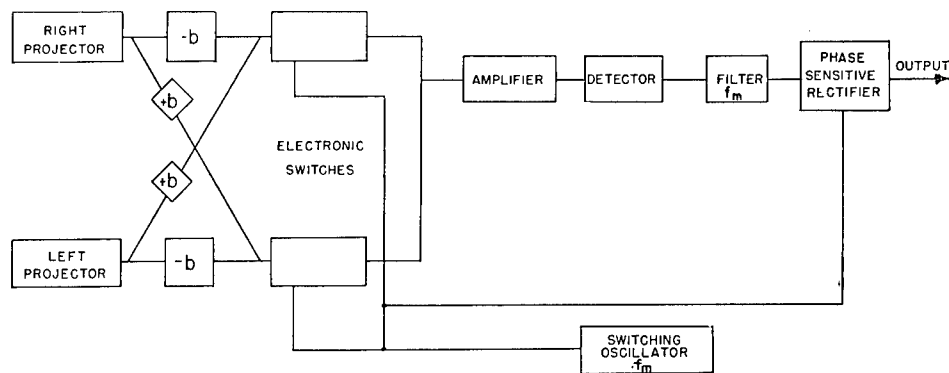 RIGHT
PROJECTOR
-b
+b
ELECTRONIC
SWITCHES
+b
LEFT
PROJECTOR
-b
AMPLIFIER
DETECTOR
FILTER
fm
PHASE
SENSITIVE
RECTIFIER
OUTPUT
SWITCHING
OSCILLATOR
fm